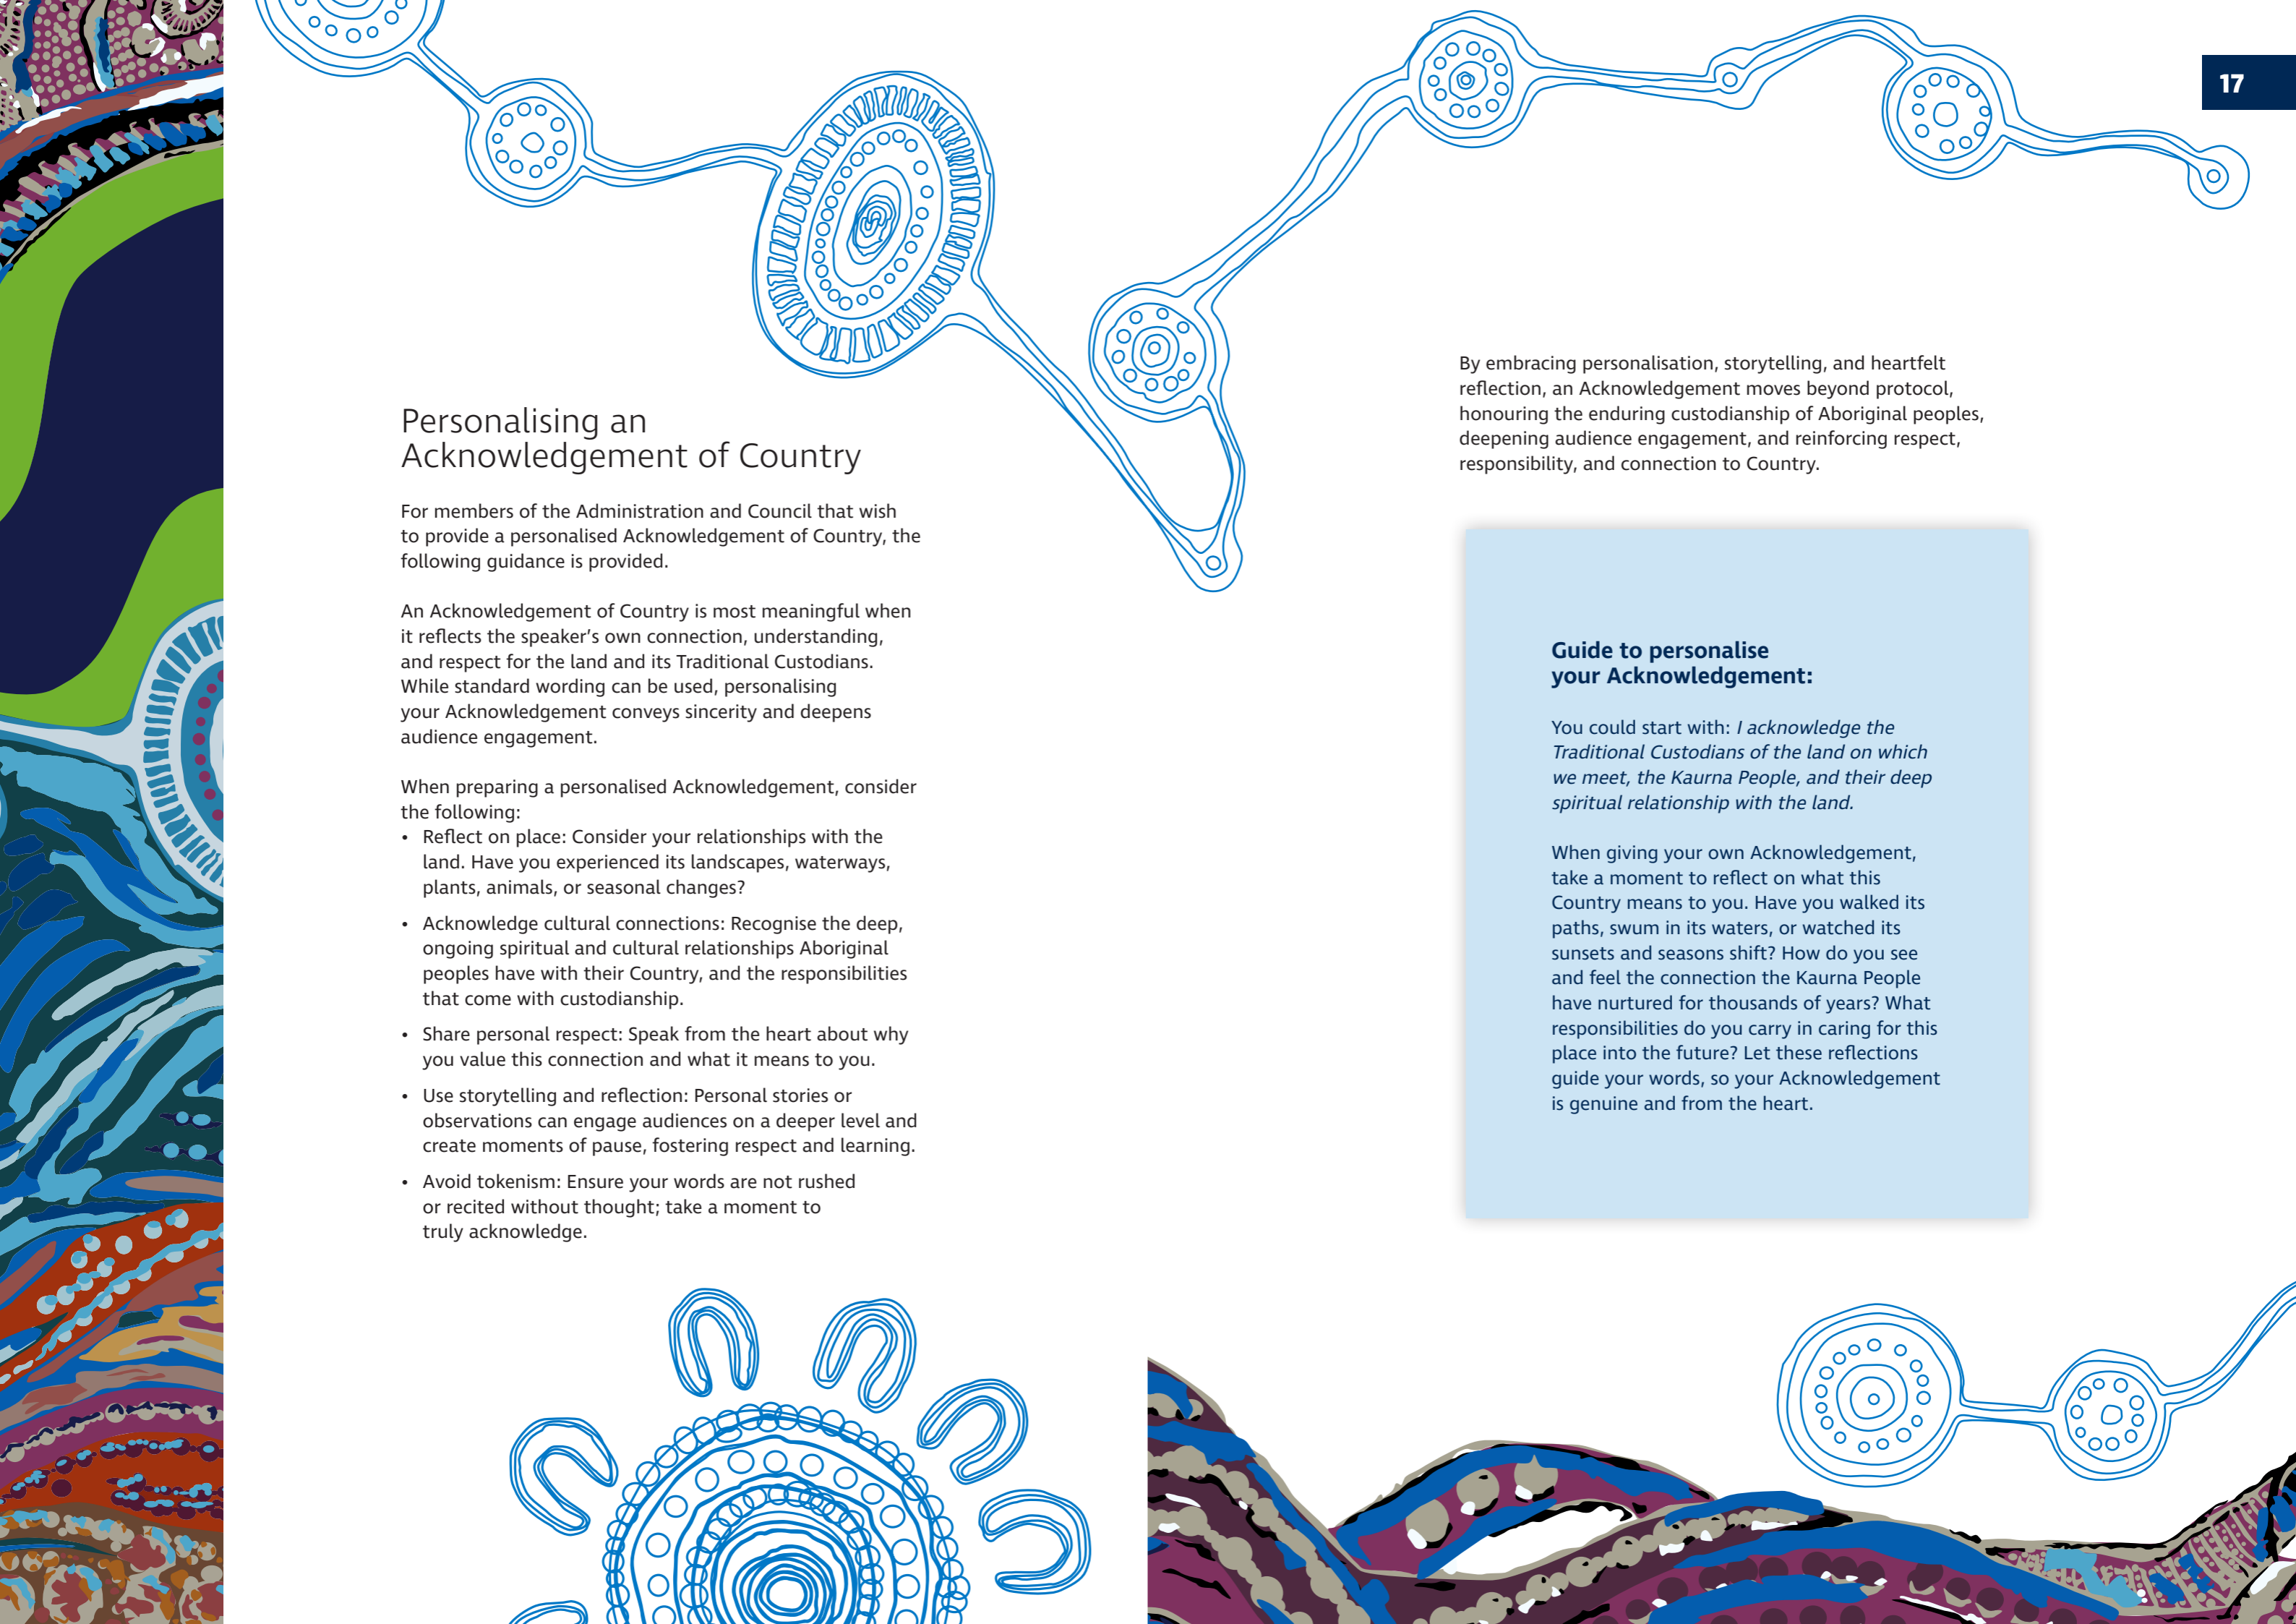 17
Personalising an
Acknowledgement of Country
For members of the Administration and Council that wish
to provide a personalised Acknowledgement of Country, the
following guidance is provided.
An Acknowledgement of Country is most meaningful when
it reflects the speaker’s own connection, understanding,
and respect for the land and its Traditional Custodians.
While standard wording can be used, personalising
your Acknowledgement conveys sincerity and deepens
audience engagement.
When preparing a personalised Acknowledgement, consider
the following:
• Reflect on place: Consider your relationships with the
land. Have you experienced its landscapes, waterways,
plants, animals, or seasonal changes?
• Acknowledge cultural connections: Recognise the deep,
ongoing spiritual and cultural relationships Aboriginal
peoples have with their Country, and the responsibilities
that come with custodianship.
• Share personal respect: Speak from the heart about why
you value this connection and what it means to you.
• Use storytelling and reflection: Personal stories or
observations can engage audiences on a deeper level and
create moments of pause, fostering respect and learning.
• Avoid tokenism: Ensure your words are not rushed
or recited without thought; take a moment to
truly acknowledge.
By embracing personalisation, storytelling, and heartfelt
reflection, an Acknowledgement moves beyond protocol,
honouring the enduring custodianship of Aboriginal peoples,
deepening audience engagement, and reinforcing respect,
responsibility, and connection to Country.
Guide to personalise
your Acknowledgement:
You could start with: I acknowledge the
Traditional Custodians of the land on which
we meet, the Kaurna People, and their deep
spiritual relationship with the land.
When giving your own Acknowledgement,
take a moment to reflect on what this
Country means to you. Have you walked its
paths, swum in its waters, or watched its
sunsets and seasons shift? How do you see
and feel the connection the Kaurna People
have nurtured for thousands of years? What
responsibilities do you carry in caring for this
place into the future? Let these reflections
guide your words, so your Acknowledgement
is genuine and from the heart.